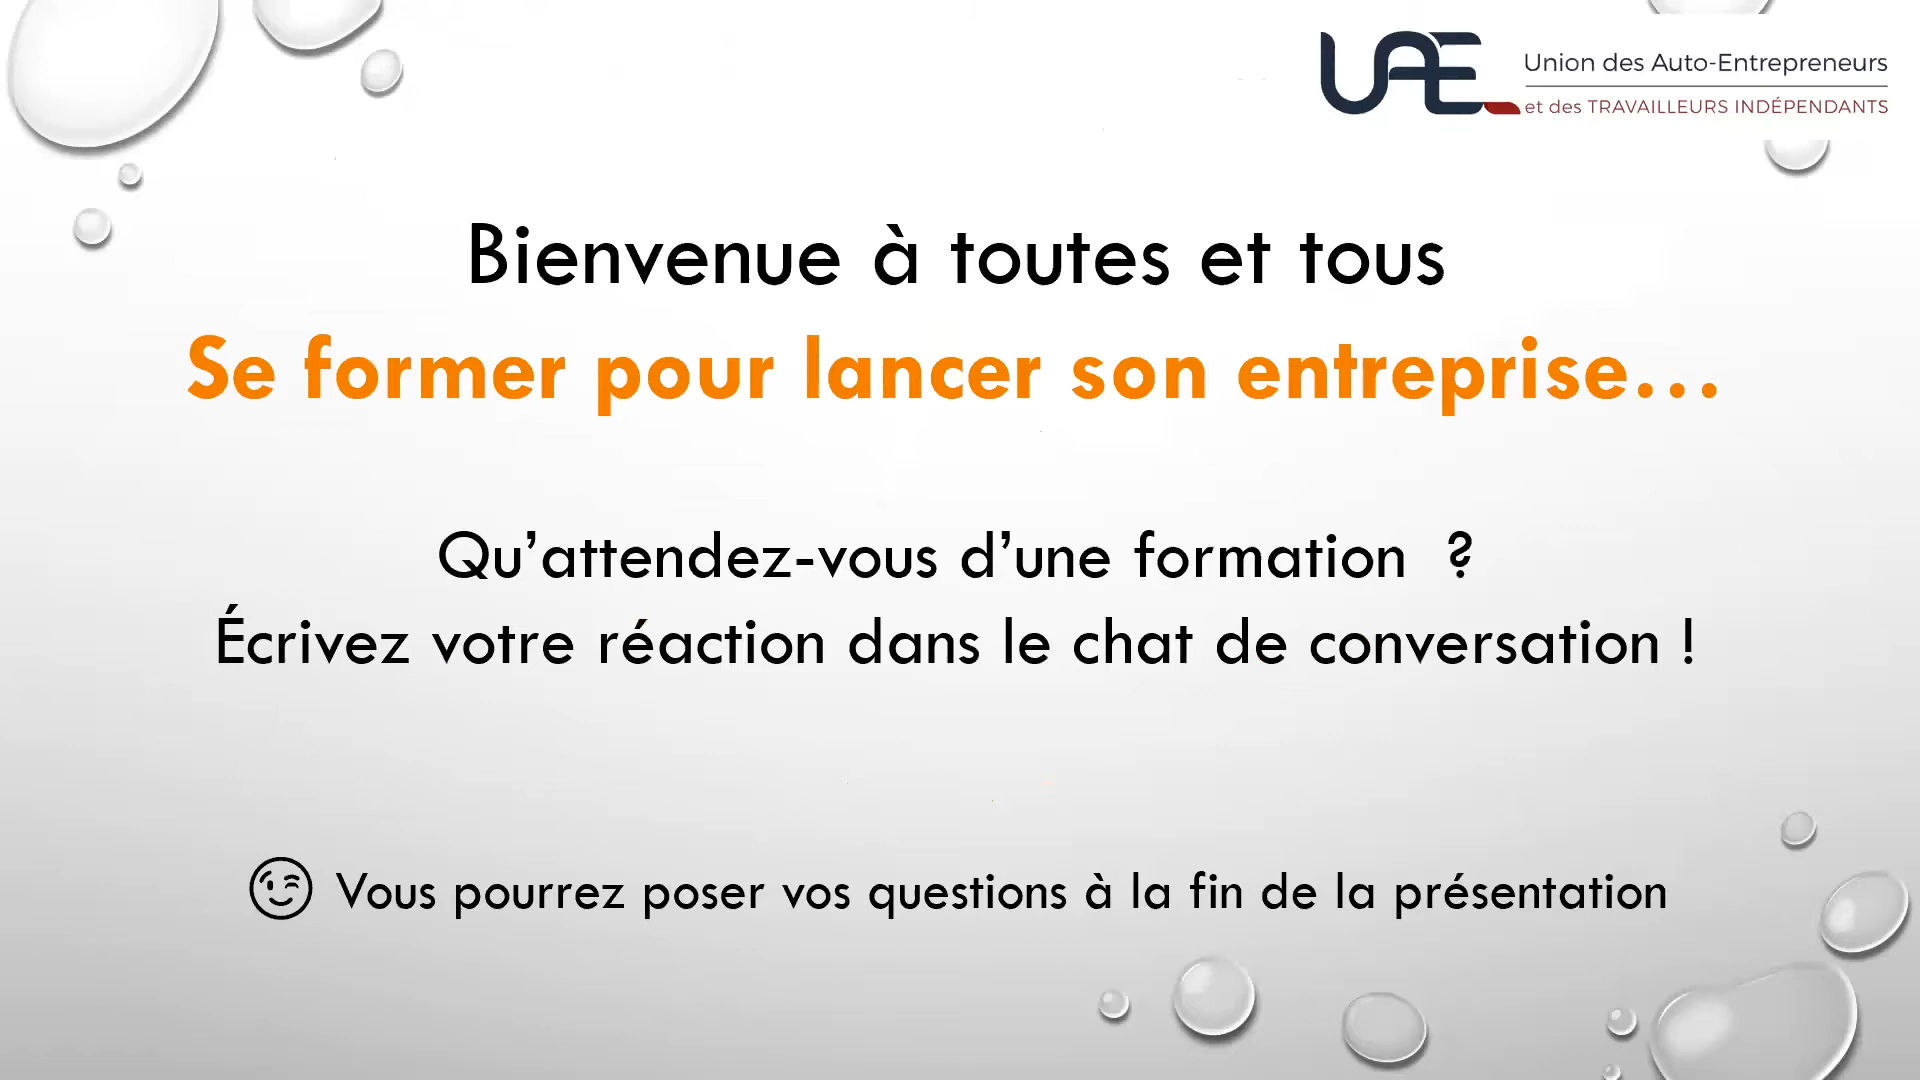 UAE
Union des Auto-Entrepreneurs
et des TRAVAILLEURS INDÉPENDANTS
Bienvenue à toutes et tous
Se former pour lancer son entreprise…
Qu’attendez-vous d’une formation  ?
Écrivez votre réaction dans le chat de conversation !
😉 Vous pourrez poser vos questions à la fin de la présentation